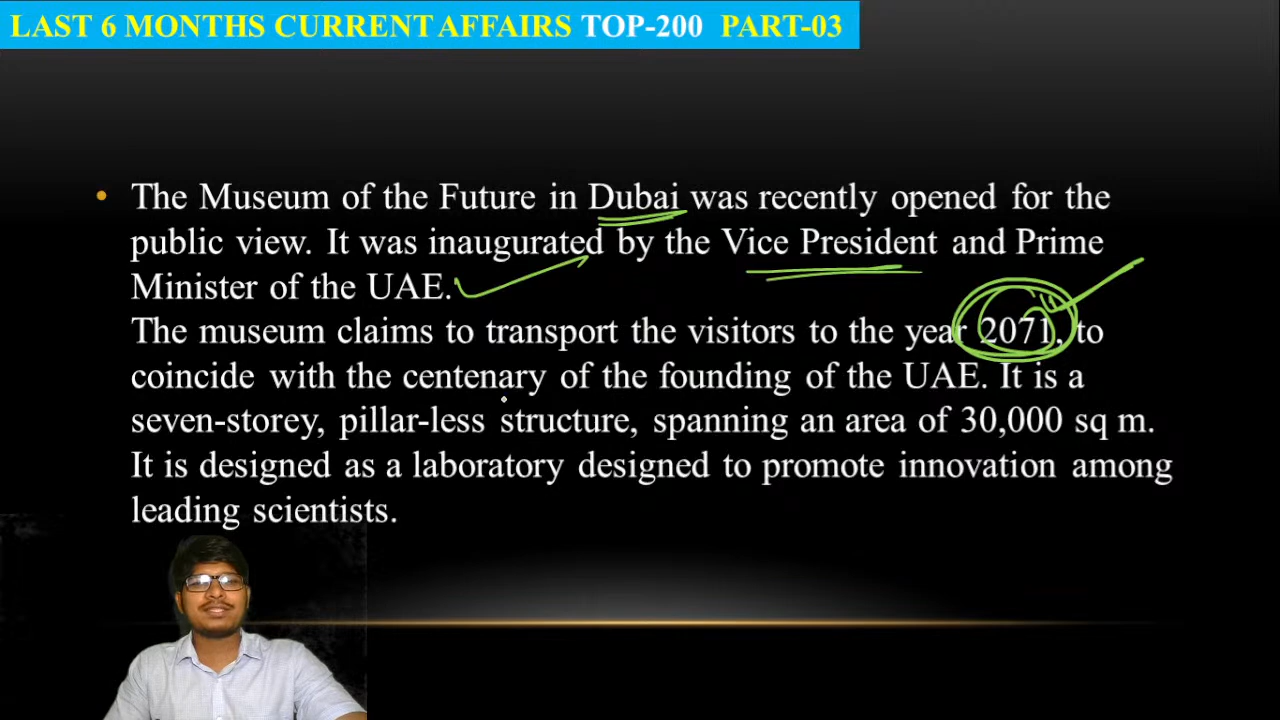 LAST 6 MONTHS CURRENT AFFAIRS TOP-200 PART-03
• The Museum of the Future in Dubai was recently opened for the
public view. It was inaugurated by the Vice President and Prime
Minister of the UAE.
The museum claims to transport the visitors to the year 2071, to
coincide with the centenary of the founding of the UAE. It is a
seven-storey, pillar-less structure, spanning an area of 30,000 sq m.
It is designed as a laboratory designed to promote innovation among
leading scientists.